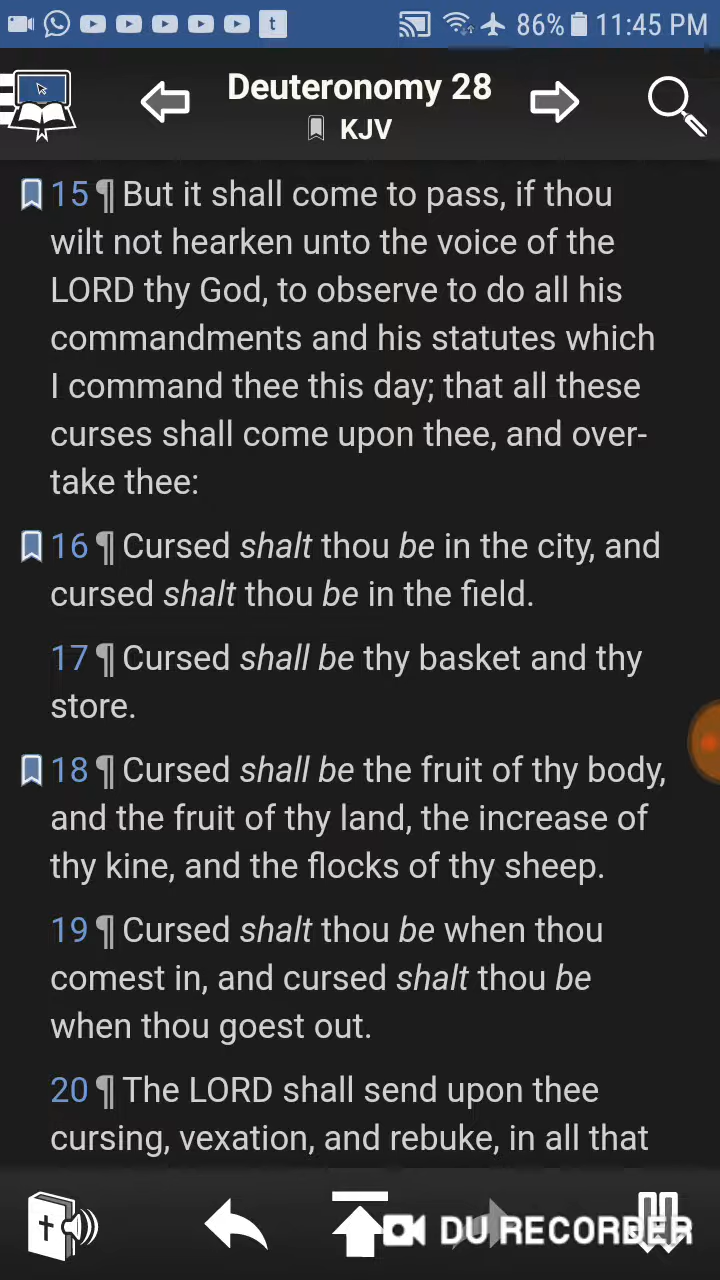 t 86% 11:45 PM
Deuteronomy 28
KJV
15 ¶ But it shall come to pass, if thou
wilt not hearken unto the voice of the
LORD thy God, to observe to do all his
commandments and his statutes which
I command thee this day; that all these
curses shall come upon thee, and over-
take thee:
16 ¶ Cursed shalt thou be in the city, and
cursed shalt thou be in the field.
17 ¶ Cursed shall be thy basket and thy
store.
18 ¶ Cursed shall be the fruit of thy body,
and the fruit of thy land, the increase of
thy kine, and the flocks of thy sheep.
19 ¶ Cursed shalt thou be when thou
comest in, and cursed shalt thou be
when thou goest out.
20 ¶ The LORD shall send upon thee
cursing, vexation, and rebuke, in all that
DU RECORDER